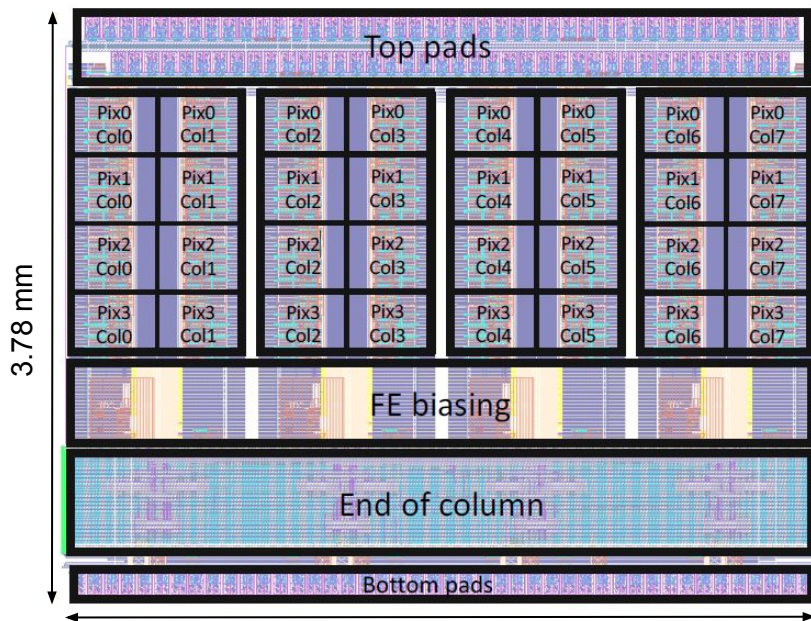 Top pads
Pix0 Pix0 Pix0 Pix0 Pix0 Pix0 Pix0 Pix0
Col0 Col1 Col2 Col3 Col4 Col5 Col6 Col7
Pix1 Pix1 Pix1 Pix1 Pix1 Pix1 Pix1 Pix1
Col0 Col1 Col2 Col3 Col4 Col5 Col6 Col7
Pix2 Pix2 Pix2 Pix2 Pix2 Pix2 Pix2 Pix2
Col0 Col1 Col2 Col3 Col4 Col5 Col6 Col7
Pix3 Pix3 Pix3 Pix3 Pix3 Pix3 Pix3 Pix3
Col0 Col1 Col2 Col3 Col4 Col5 Col6 Col7
3.78 mm
FE biasing
End of column
Bottom pads